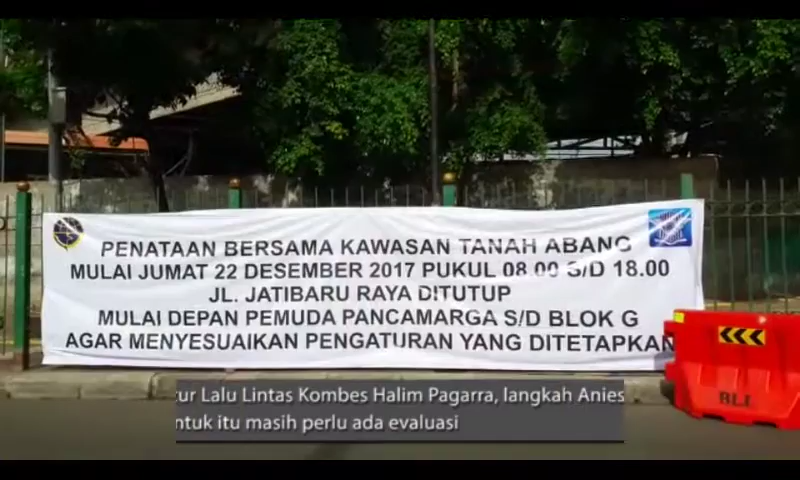 PENATAAN BERSAMA KAWASAN TANAH ABANG
MULAI JUMAT 22 DESEMBER 2017 PUKUL 08.00 S/D 18.00
JL. JATIBARU RAYA DITUTUP
MULAI DEPAN PEMUDA PANCAMARGA S/D BLOK G
AGAR MENYESUAIKAN PENGATURAN YANG DITETAPKAN
BLI
tur Lalu Lintas Kombes Halim Pagarra, langkah Anies
ntuk itu masih perlu ada evaluasi